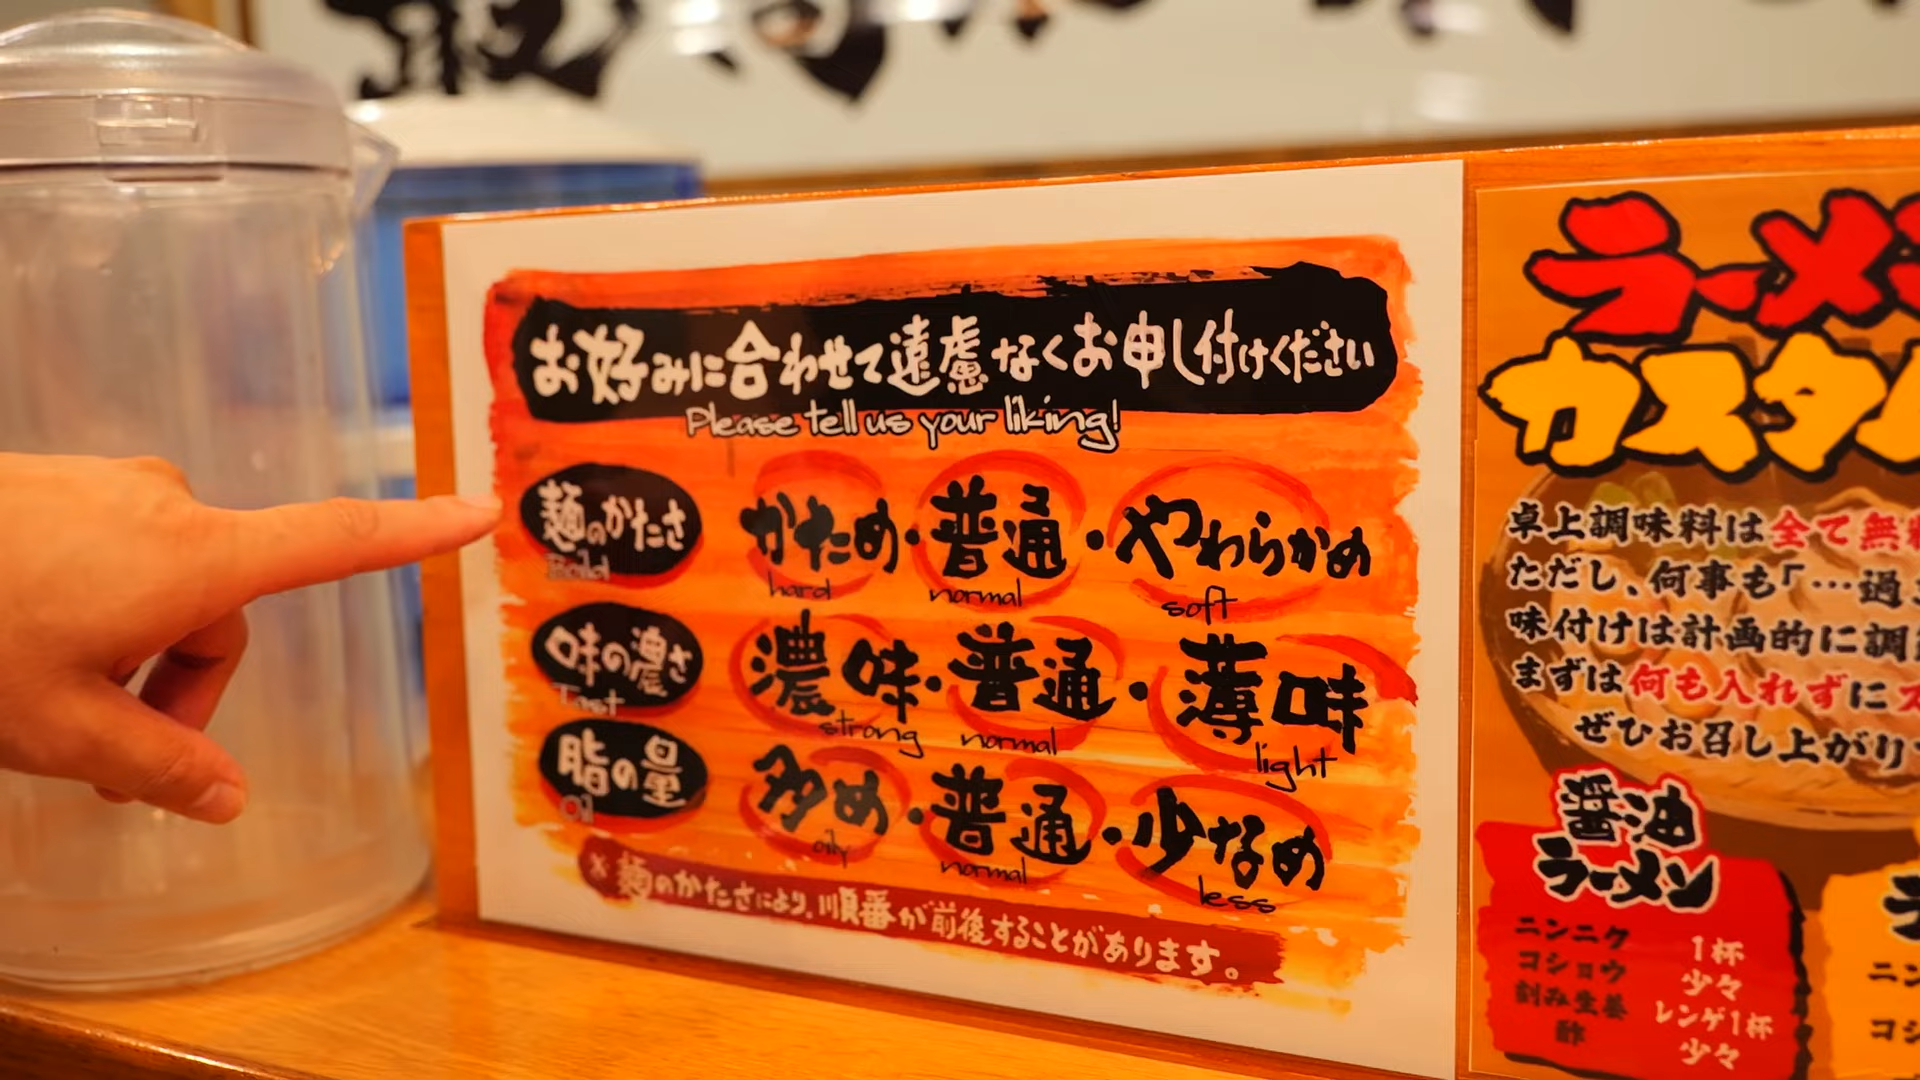 お好みに合わせて遠慮なくお申し付けください
Please tell us your liking!
麺のかたさ かため・普通・やわらかめ
hard normal soft
味の濃さ 濃味・普通・薄味
Tast strong normal light
脂の量 多め・普通・少なめ
Oil oily normal less
※麺のかたさにより、順番が前後することがあります。
ラーメ
カスタ
卓上調味料は全て無料
ただし、何事も「…過
味付けは計画的に調
まずは何も入れずにス
ぜひお召し上がり
醤油
ラーメン
ニンニク 1杯
コショウ 少々
刻み生姜 レンゲ1杯
酢 少々
ニン
コシ